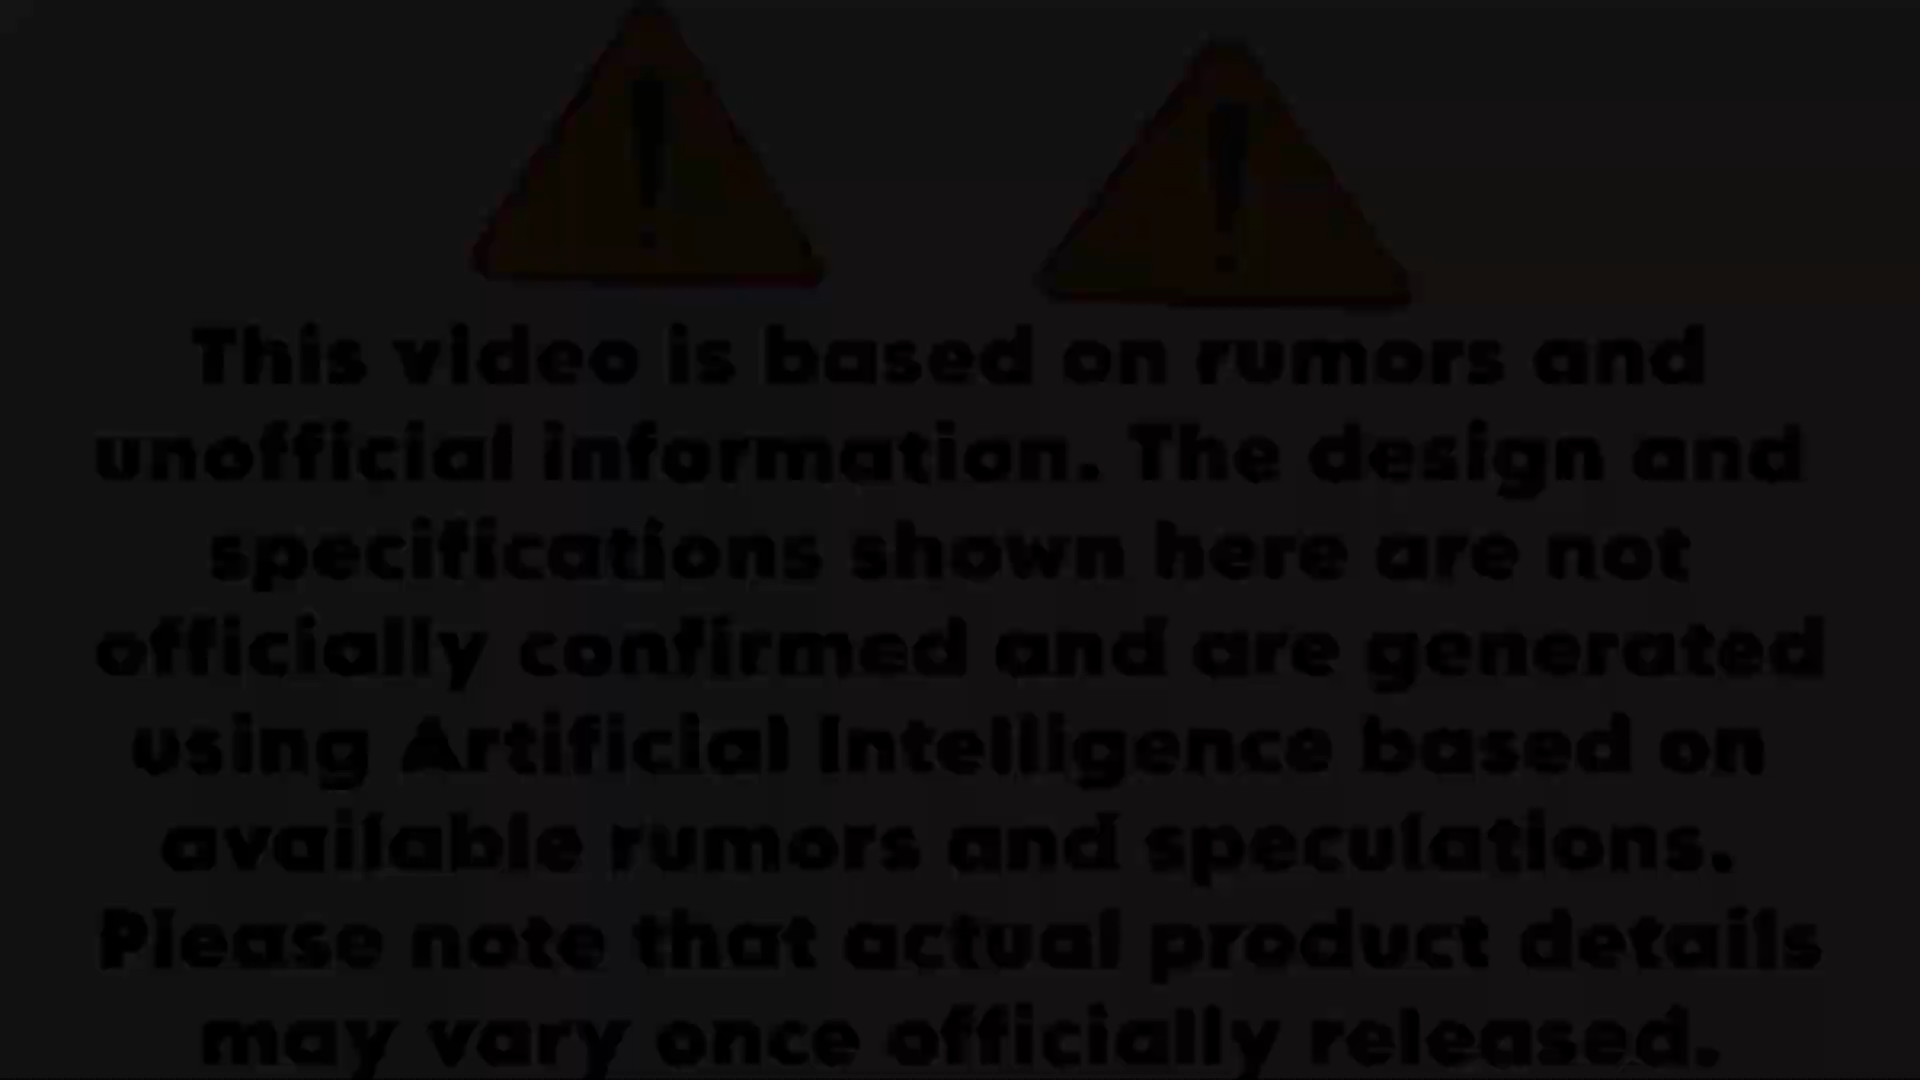 This video is based on rumors and
unofficial information. The design and
specifications shown here are not
officially confirmed and are generated
using Artificial Intelligence based on
available rumors and speculations.
Please note that actual product details
may vary once officially released.